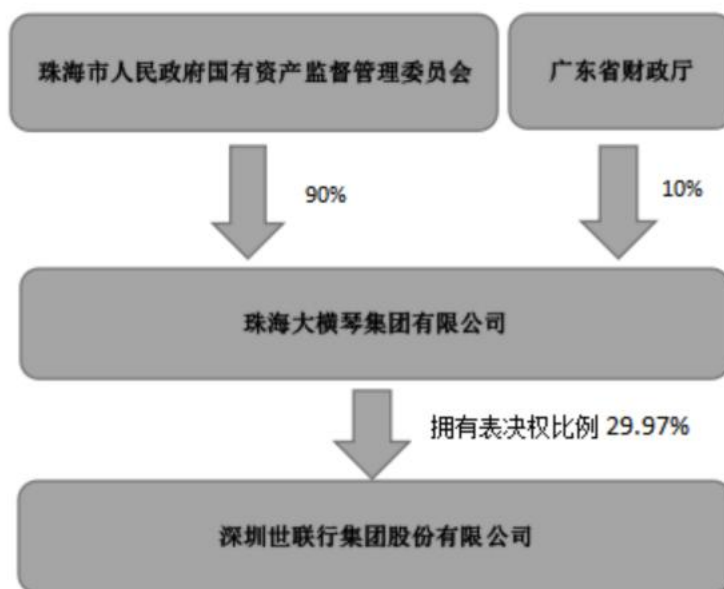 珠海市人民政府国有资产监督管理委员会
广东省财政厅
90%
10%
珠海大横琴集团有限公司
拥有表决权比例 29.97%
深圳世联行集团股份有限公司